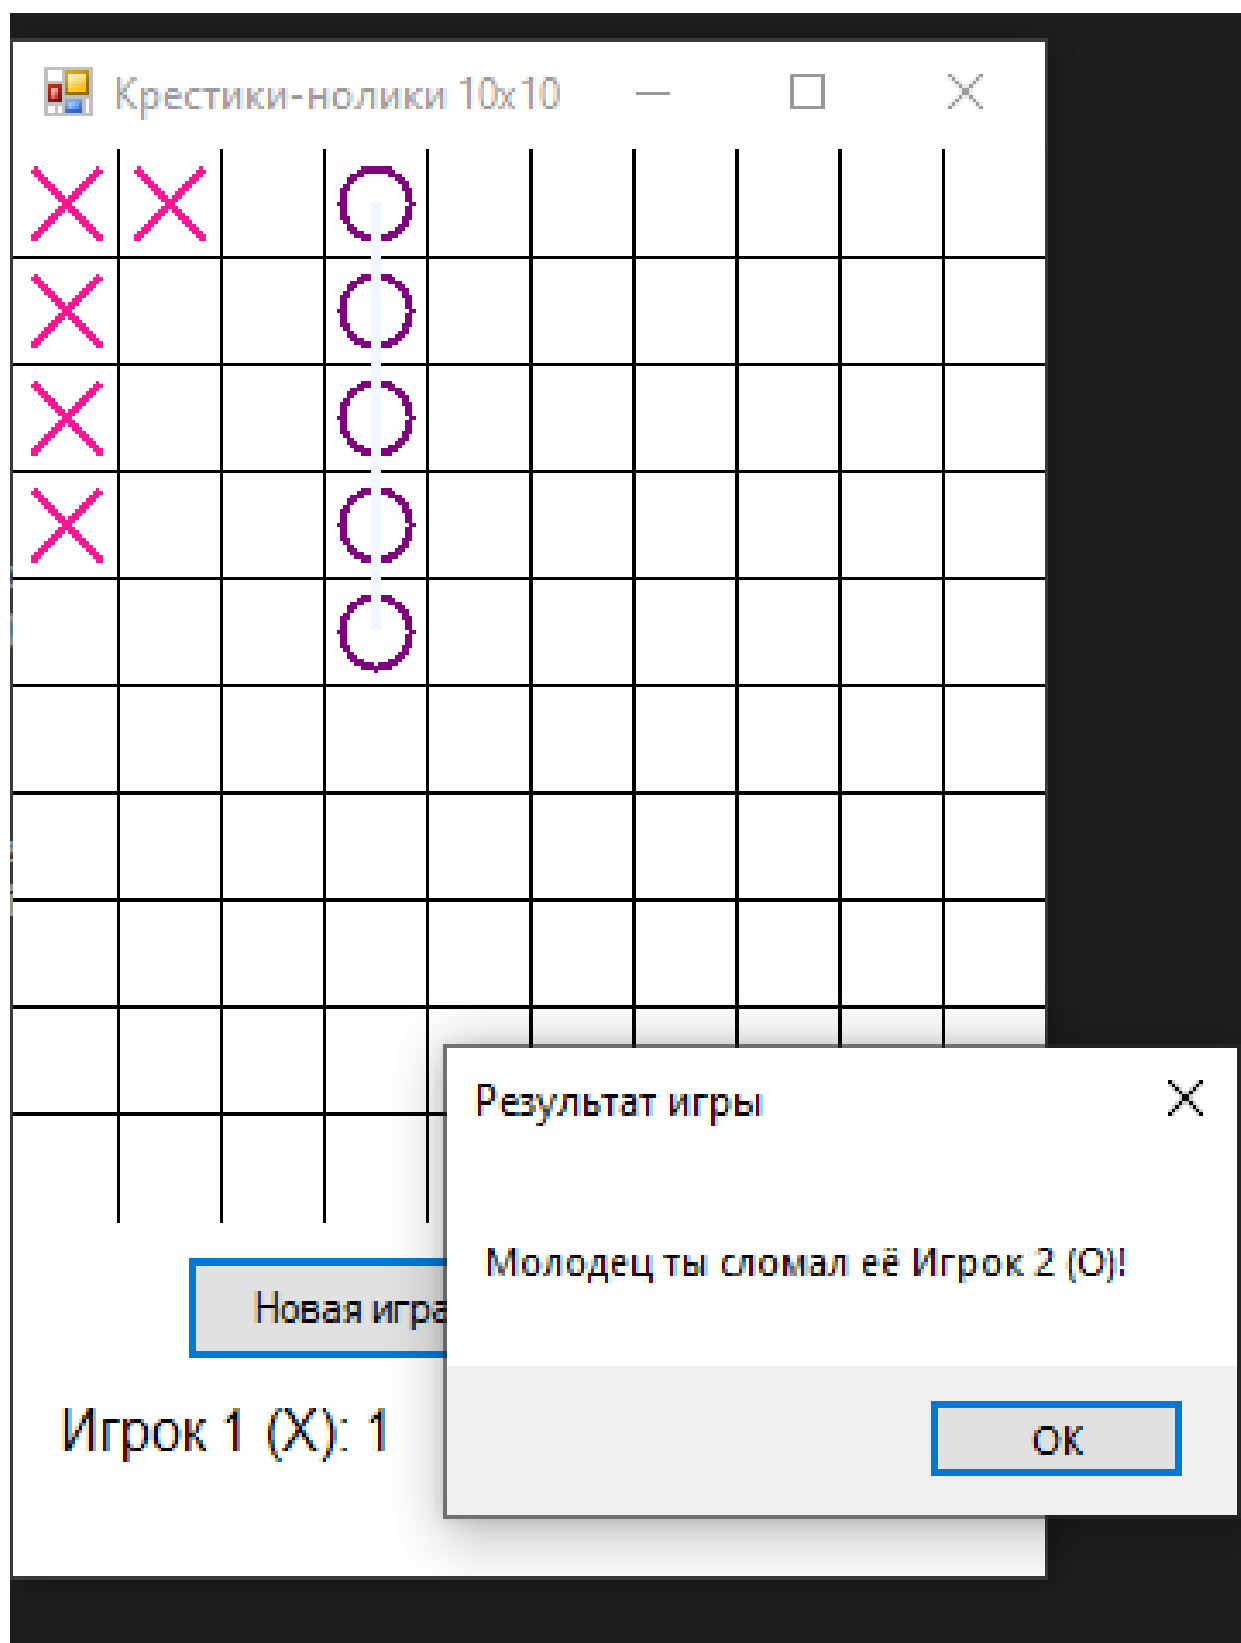 Крестики-нолики 10x10
Результат игры
Молодец ты сломал её Игрок 2 (O)!
OK
Новая игра
Игрок 1 (X): 1